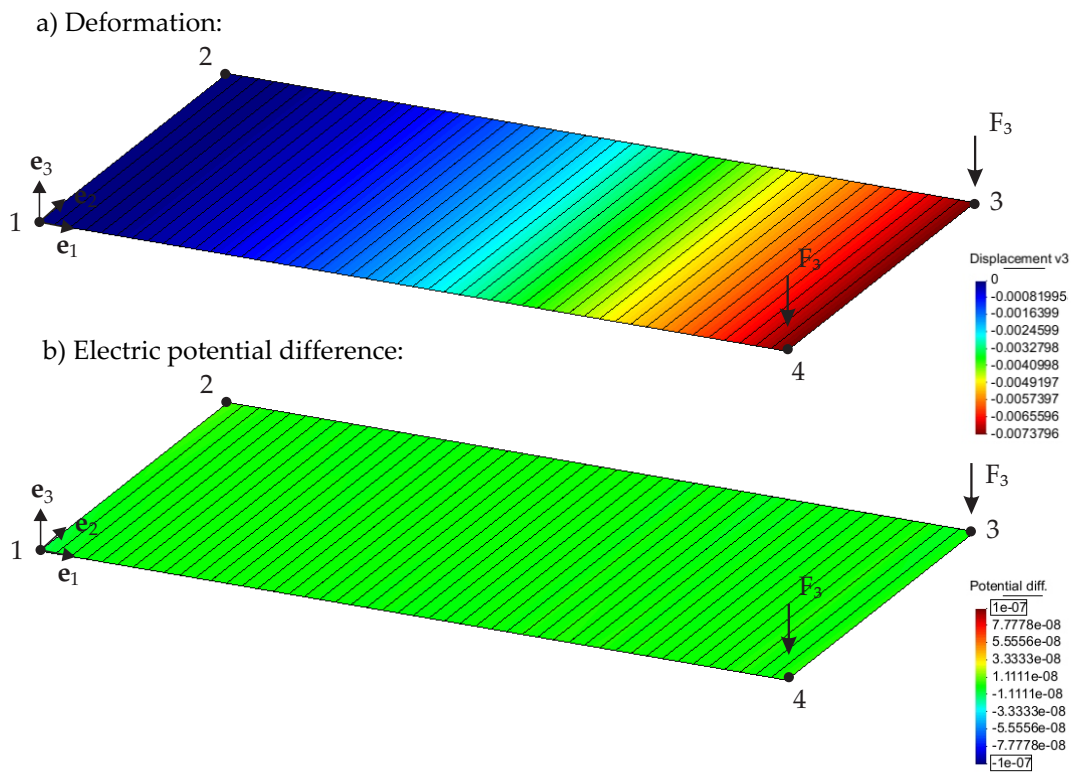 a) Deformation:
2
F₃
e₃
e₂
1
e₁
3
F₃
4
Displacement v3
0
-0.00081995
-0.0016399
-0.0024599
-0.0032798
-0.0040998
-0.0049197
-0.0057397
-0.0065596
-0.0073796
b) Electric potential difference:
2
F₃
e₃
e₂
1
e₁
3
F₃
4
Potential diff.
1e-07
7.7778e-08
5.5556e-08
3.3333e-08
1.1111e-08
-1.1111e-08
-3.3333e-08
-5.5556e-08
-7.7778e-08
-1e-07